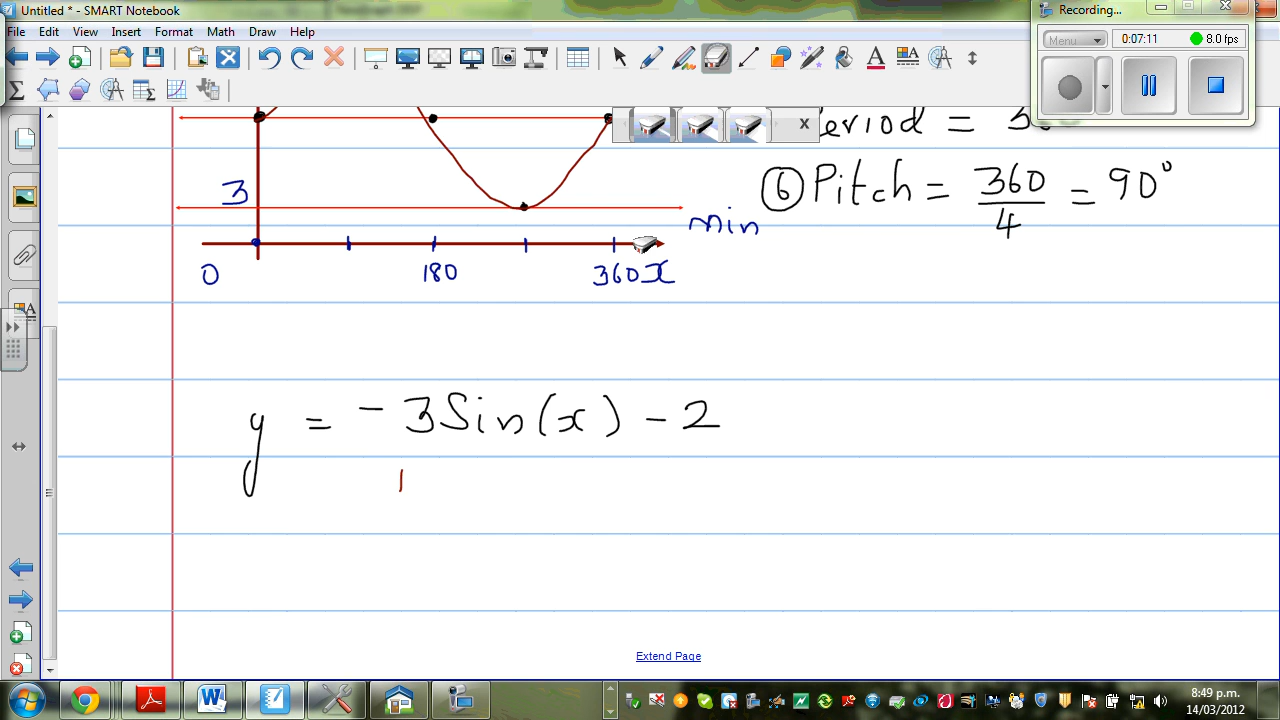 Untitled * - SMART Notebook
Recording...
File Edit View Insert Format Math Draw Help
Menu
0:07:11
8.0 fps
Period =
x
3
⑥ Pitch = 360/4 = 90°
min
0 180 360 x
y = - 3 Sin(x) - 2
Extend Page
8:49 p.m.
14/03/2012